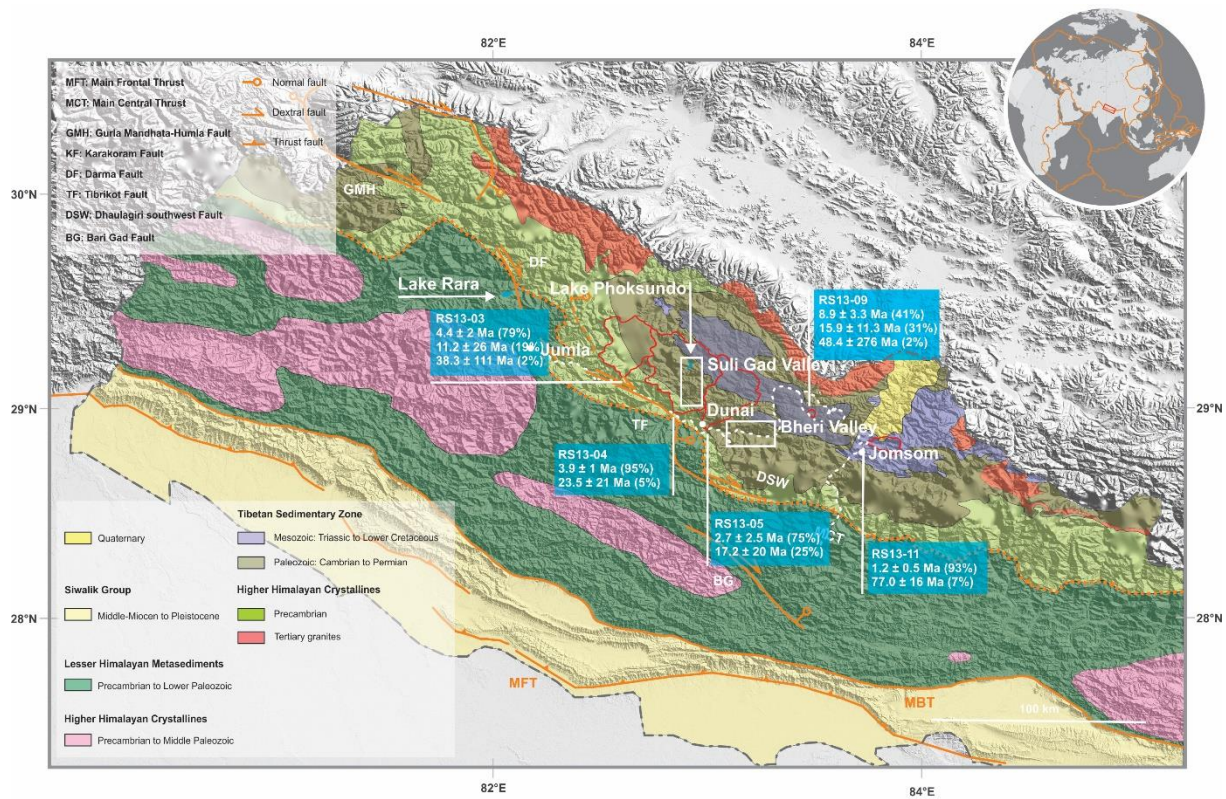 82°E
84°E
MFT: Main Frontal Thrust
MCT: Main Central Thrust
GMH: Gurla Mandhata-Humla Fault
KF: Karakoram Fault
DF: Darma Fault
TF: Tibrikot Fault
DSW: Dhaulagiri southwest Fault
BG: Bari Gad Fault
Normal fault
Dextral fault
Thrust fault
30°N
30°N
GMH
DF
Lake Rara
Lake Phoksundo
RS13-03
4.4 ± 2 Ma (79%)
11.2 ± 26 Ma (19%)
38.3 ± 111 Ma (2%)
Jumla
RS13-09
8.9 ± 3.3 Ma (41%)
15.9 ± 11.3 Ma (31%)
48.4 ± 276 Ma (2%)
Suli Gad Valley
29°N
29°N
Dunai
TF
Bheri Valley
Jomsom
RS13-04
3.9 ± 1 Ma (95%)
23.5 ± 21 Ma (5%)
DSW
RS13-05
2.7 ± 2.5 Ma (75%)
17.2 ± 20 Ma (25%)
MCT
RS13-11
1.2 ± 0.5 Ma (93%)
77.0 ± 16 Ma (7%)
BG
Quaternary
Siwalik Group
Middle-Miocen to Pleistocene
Lesser Himalayan Metasediments
Precambrian to Lower Paleozoic
Higher Himalayan Crystallines
Precambrian to Middle Paleozoic
Tibetan Sedimentary Zone
Mesozoic: Triassic to Lower Cretaceous
Paleozoic: Cambrian to Permian
Higher Himalayan Crystallines
Precambrian
Tertiary granites
28°N
28°N
MFT
MBT
100 km
82°E
84°E